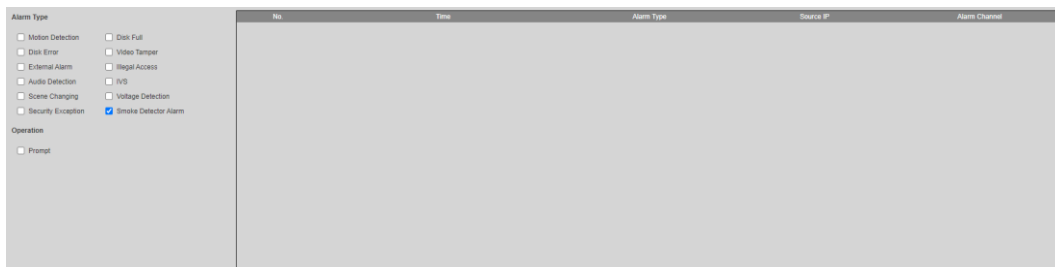 Alarm Type
Motion Detection Disk Full
Disk Error Video Tamper
External Alarm Illegal Access
Audio Detection IVS
Scene Changing Voltage Detection
Security Exception Smoke Detector Alarm
Operation
Prompt
No. Time Alarm Type Source IP Alarm Channel